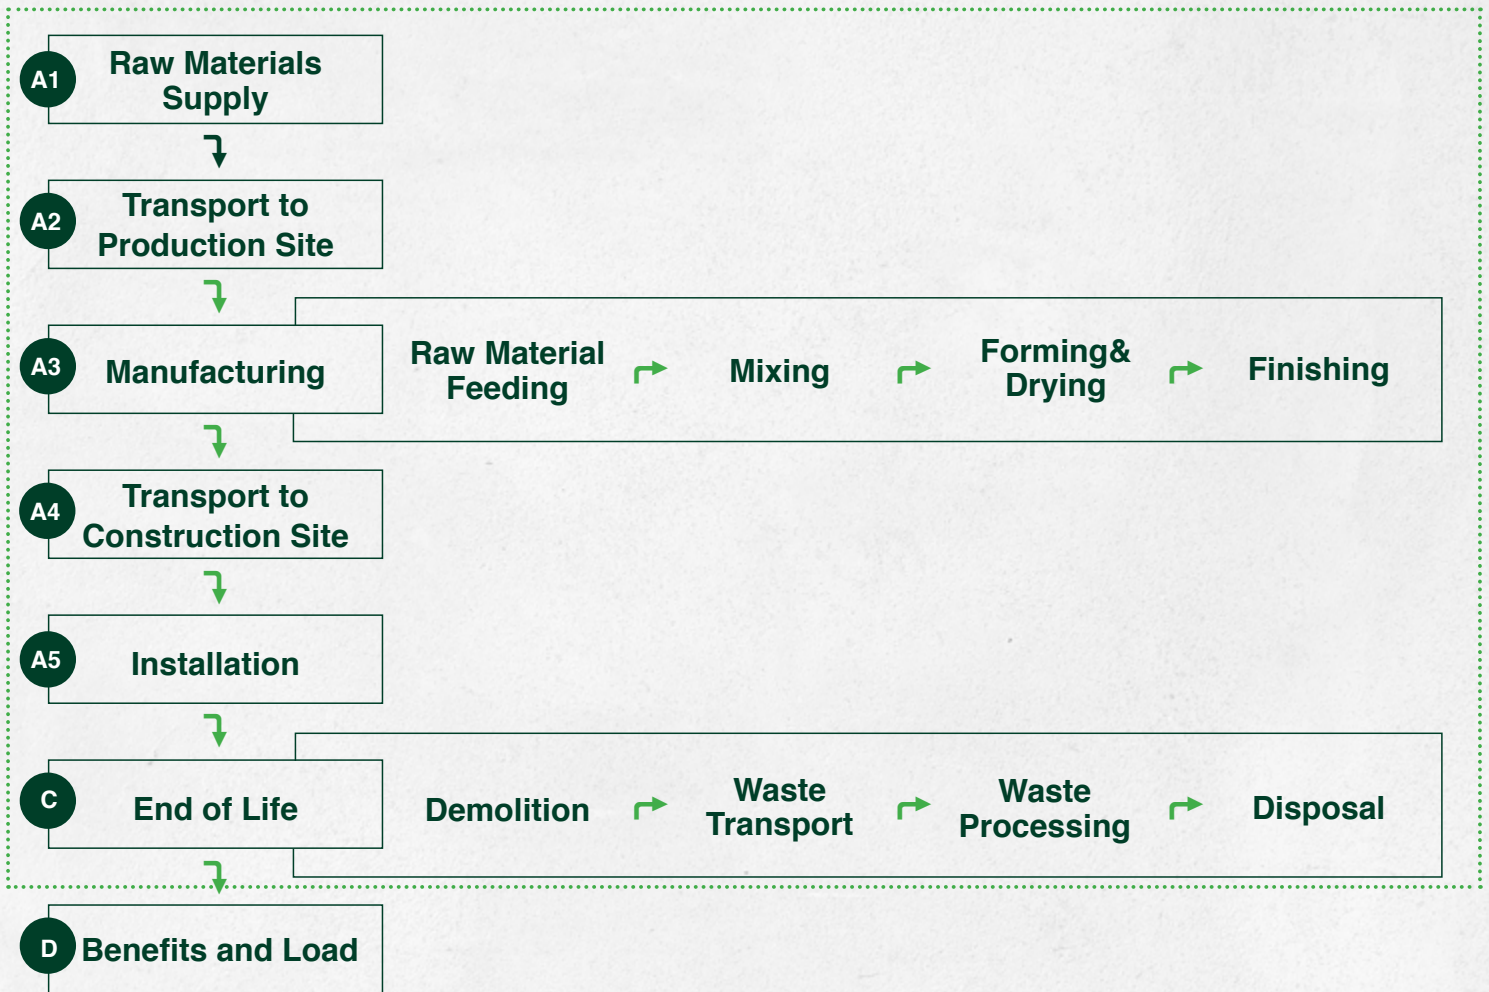 A1
Raw Materials
Supply
A2
Transport to
Production Site
A3
Manufacturing
Raw Material
Feeding
Mixing
Forming&
Drying
Finishing
A4
Transport to
Construction Site
A5
Installation
C
End of Life
Demolition
Waste
Transport
Waste
Processing
Disposal
D
Benefits and Load